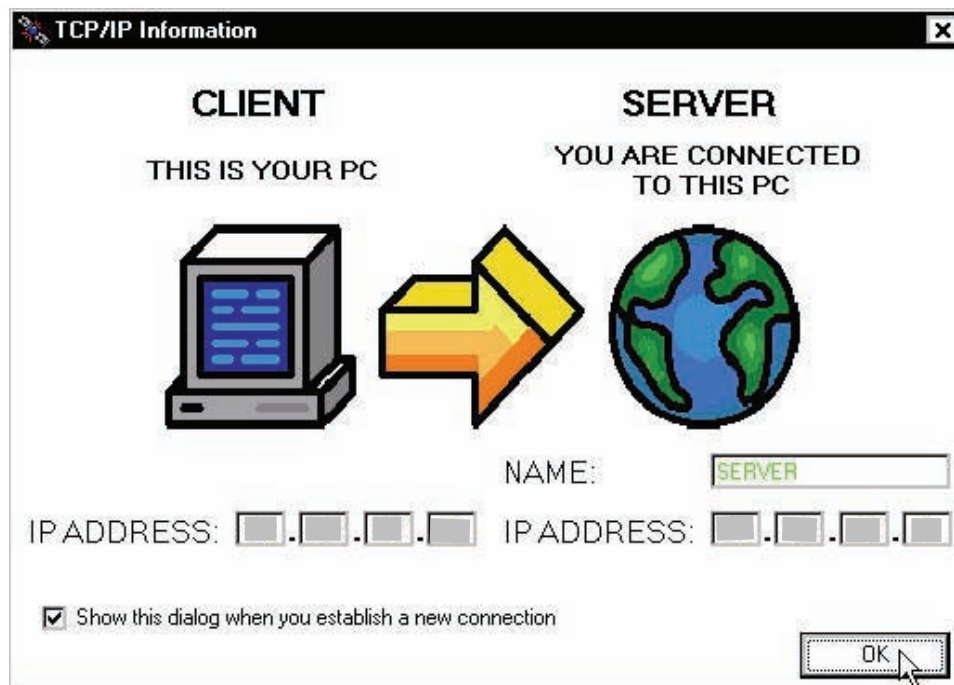 TCP/IP Information
CLIENT
THIS IS YOUR PC
SERVER
YOU ARE CONNECTED
TO THIS PC
NAME: SERVER
IP ADDRESS: . . .
IP ADDRESS: . . .
Show this dialog when you establish a new connection
OK